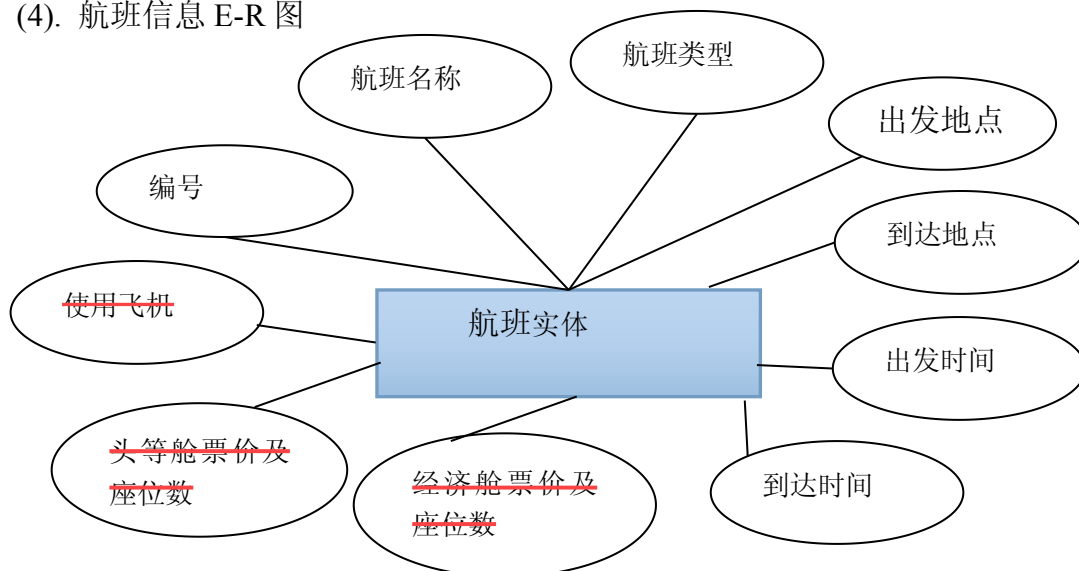 (4). 航班信息 E-R 图
航班名称
航班类型
出发地点
编号
到达地点
使用飞机
航班实体
出发时间
头等舱票价及
座位数
经济舱票价及
座位数
到达时间